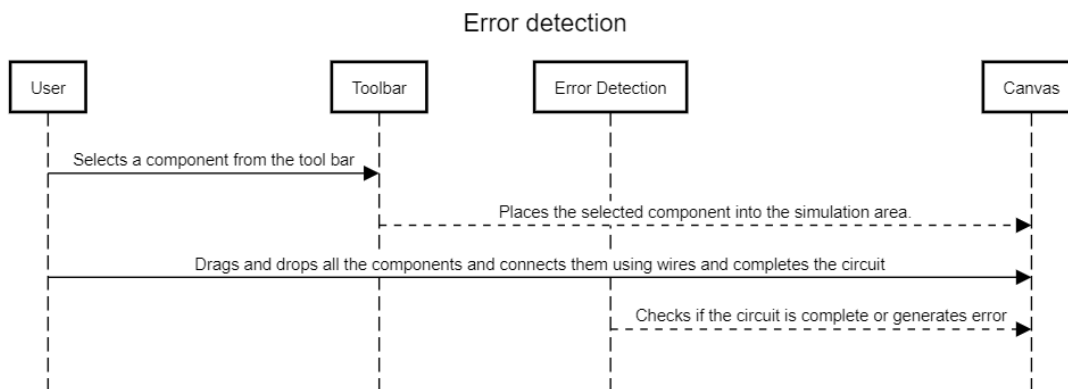 Error detection
User
Toolbar
Error Detection
Canvas
Selects a component from the tool bar
Places the selected component into the simulation area.
Drags and drops all the components and connects them using wires and completes the circuit
Checks if the circuit is complete or generates error